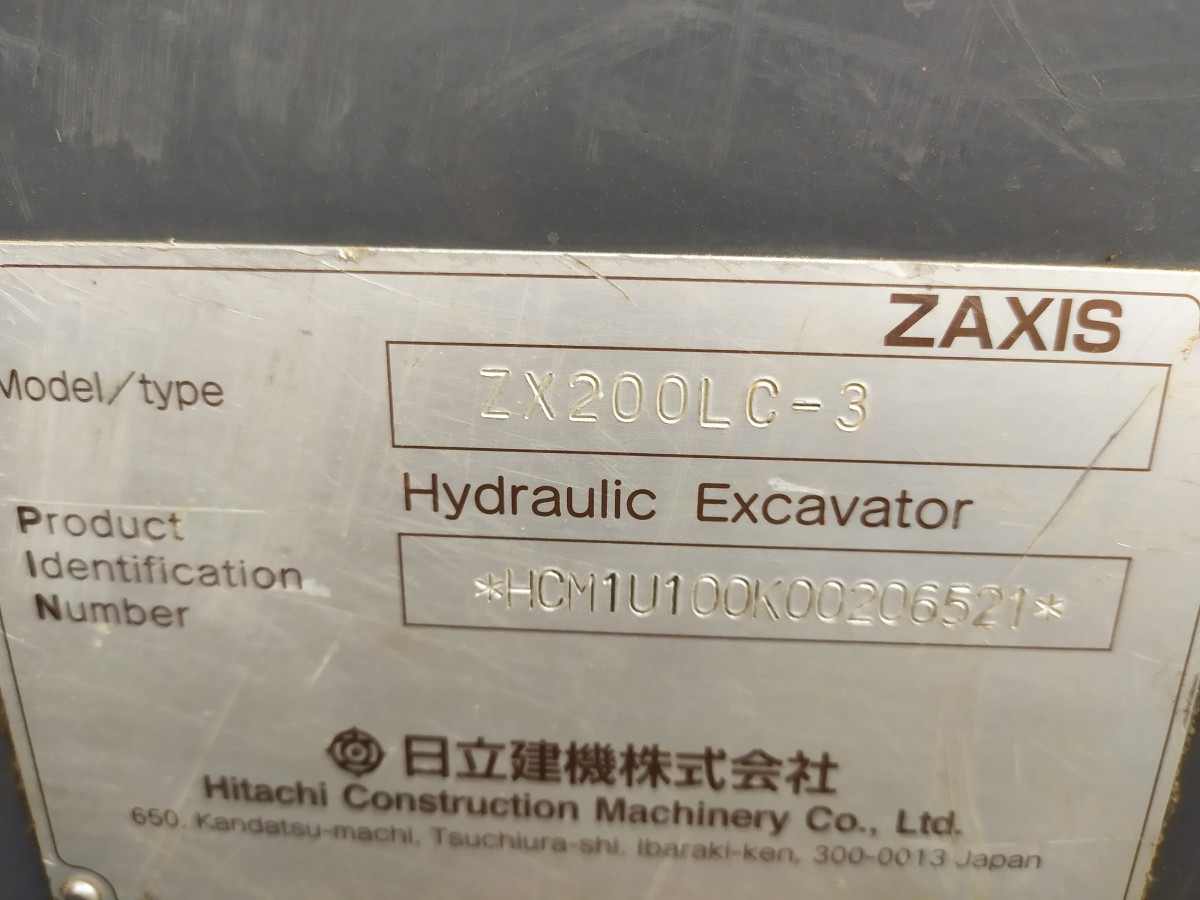 ZAXIS
Model/type ZX200LC-3
Hydraulic Excavator
Product
Identification
Number
*HCM1U100K00206521*
日立建機株式会社
Hitachi Construction Machinery Co., Ltd.
650, Kandatsu-machi, Tsuchiura-shi, Ibaraki-ken, 300-0013 Japan